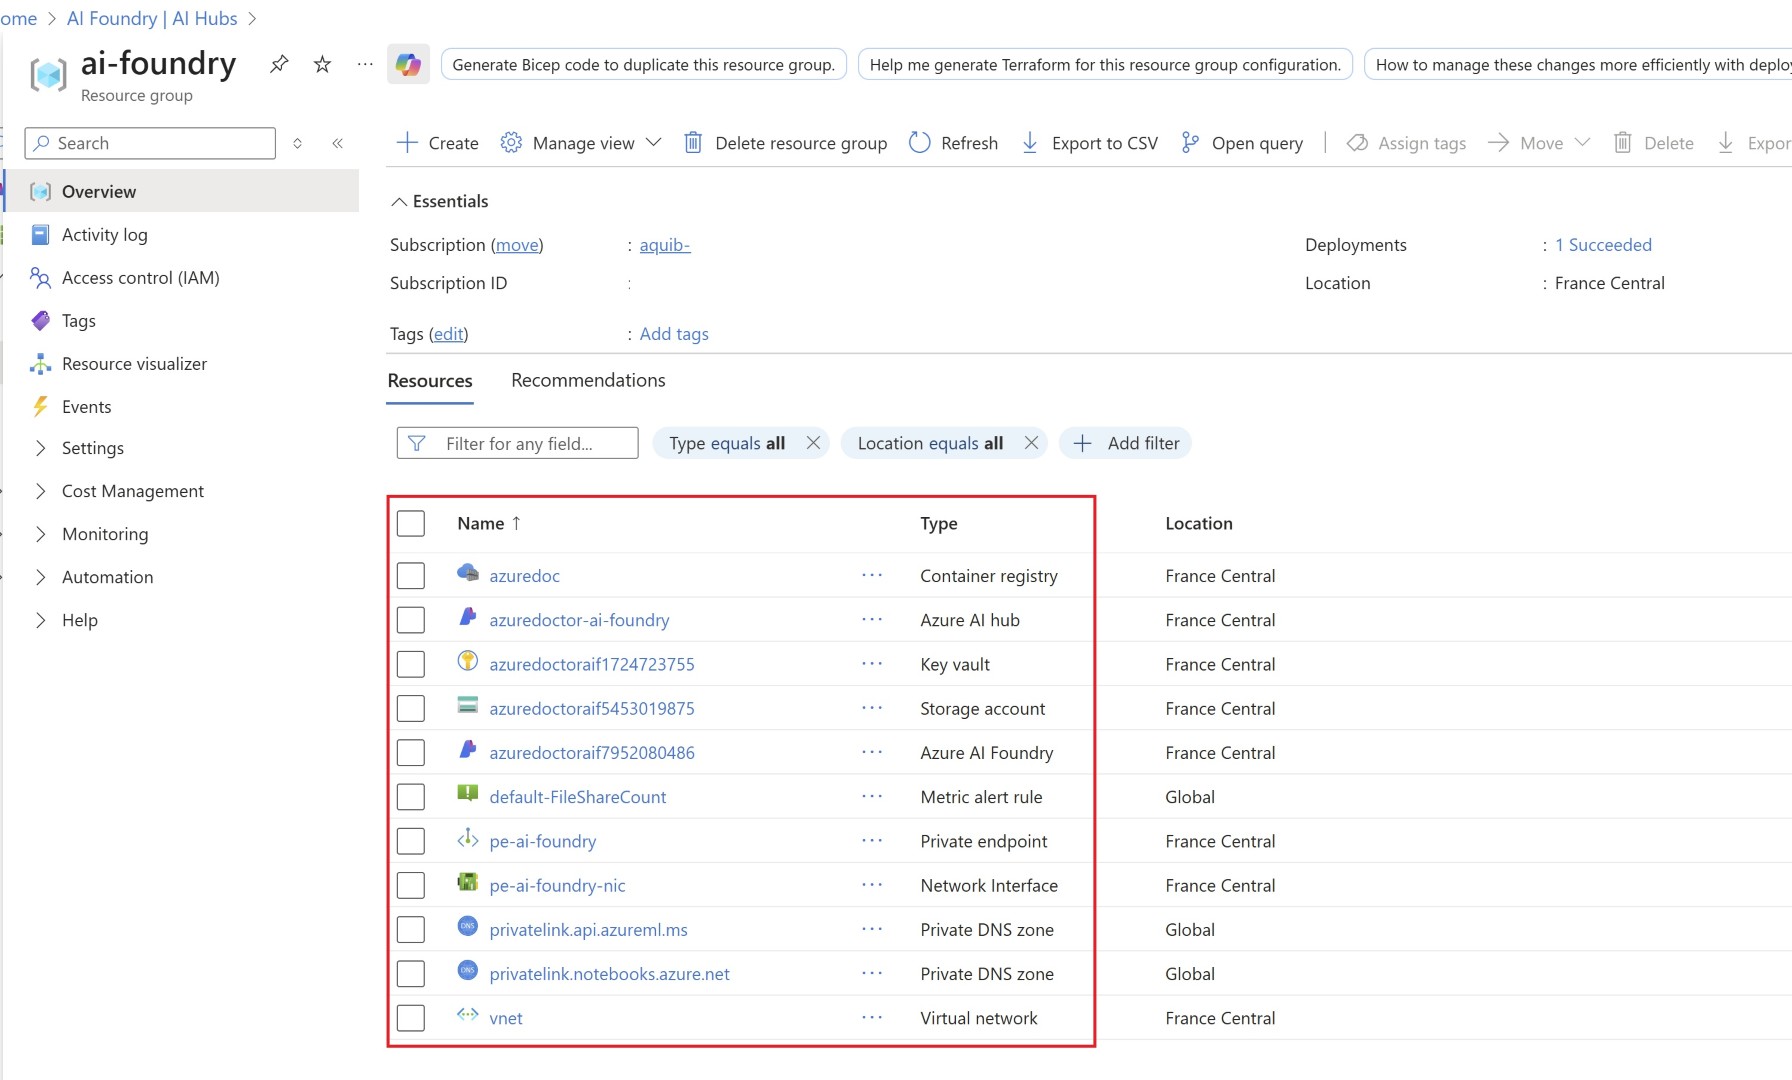 ome > AI Foundry | AI Hubs >
ai-foundry
Resource group
Generate Bicep code to duplicate this resource group.
Help me generate Terraform for this resource group configuration.
How to manage these changes more efficiently with deplo
Search
Create Manage view Delete resource group Refresh Export to CSV Open query Assign tags Move Delete Expor
Overview
Activity log
Access control (IAM)
Tags
Resource visualizer
Events
Settings
Cost Management
Monitoring
Automation
Help
Essentials
Subscription (move) : aquib-
Subscription ID :
Tags (edit) : Add tags
Deployments : 1 Succeeded
Location : France Central
Resources Recommendations
Filter for any field... Type equals all Location equals all Add filter
Name ↑ Type Location
azuredoc ... Container registry France Central
azuredoctor-ai-foundry ... Azure AI hub France Central
azuredoctoraif1724723755 ... Key vault France Central
azuredoctoraif5453019875 ... Storage account France Central
azuredoctoraif7952080486 ... Azure AI Foundry France Central
default-FileShareCount ... Metric alert rule Global
pe-ai-foundry ... Private endpoint France Central
pe-ai-foundry-nic ... Network Interface France Central
DNS privatelink.api.azureml.ms ... Private DNS zone Global
DNS privatelink.notebooks.azure.net ... Private DNS zone Global
vnet ... Virtual network France Central